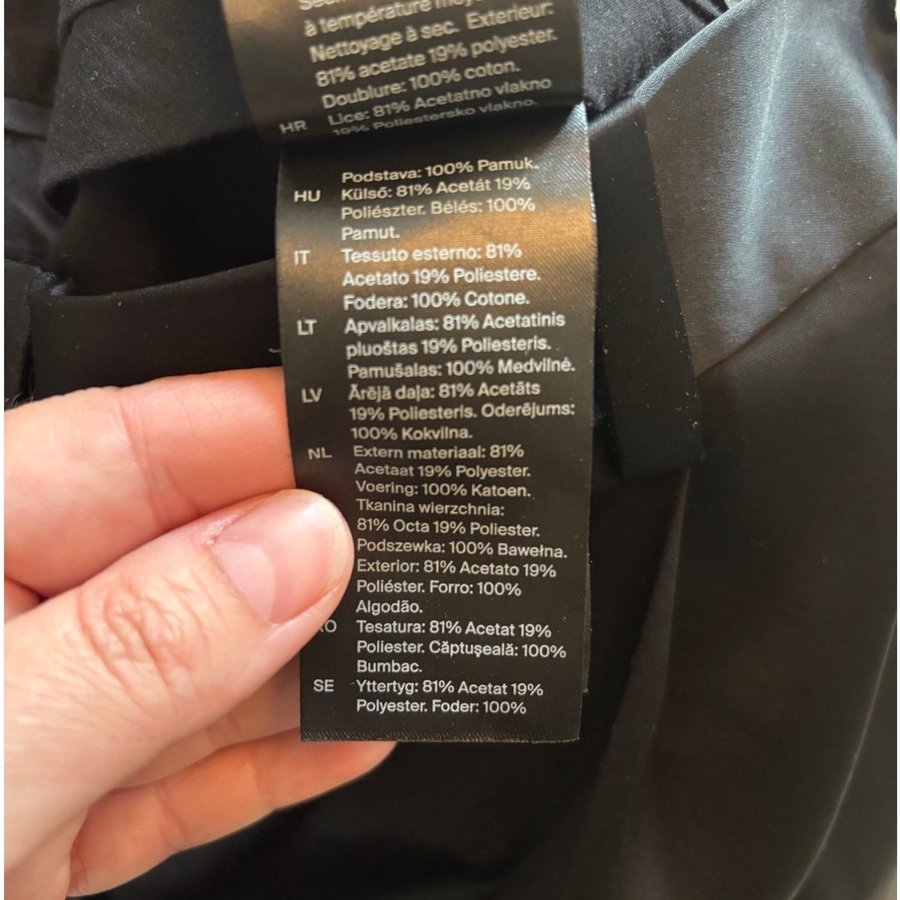 à température moye
Nettoyage à sec. Exterieur:
81% acetate 19% polyester.
Doublure: 100% coton.
HR Lice: 81% Acetatno vlakno
19% Poliestersko vlakno.
Podstava: 100% Pamuk.
HU Külső: 81% Acetát 19%
Poliészter. Bélés: 100%
Pamut.
IT Tessuto esterno: 81%
Acetato 19% Poliestere.
Fodera: 100% Cotone.
LT Apvalkalas: 81% Acetatinis
pluoštas 19% Poliesteris.
Pamušalas: 100% Medvilnė.
LV Ārējā daļa: 81% Acetāts
19% Poliesteris. Oderējums:
100% Kokvilna.
NL Extern materiaal: 81%
Acetaat 19% Polyester.
Voering: 100% Katoen.
Tkanina wierzchnia:
81% Octa 19% Poliester.
Podszewka: 100% Bawełna.
Exterior: 81% Acetato 19%
Poliéster. Forro: 100%
Algodão.
O Tesatura: 81% Acetat 19%
Poliester. Căptuşeală: 100%
Bumbac.
SE Yttertyg: 81% Acetat 19%
Polyester. Foder: 100%